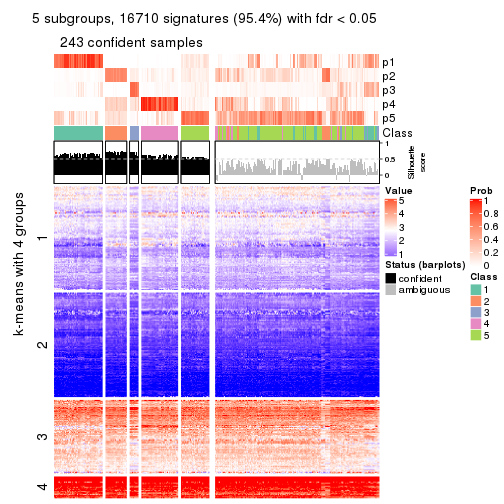 5 subgroups, 16710 signatures (95.4%) with fdr < 0.05
243 confident samples
p1
p2
p3
p4
p5
Class
1
0.5
0
Silhouette
score
k-means with 4 groups
1
2
3
4
Value
5
4
3
2
1
Status (barplots)
confident
ambiguous
Prob
1
0.8
0.6
0.4
0.2
0
Class
1
2
3
4
5